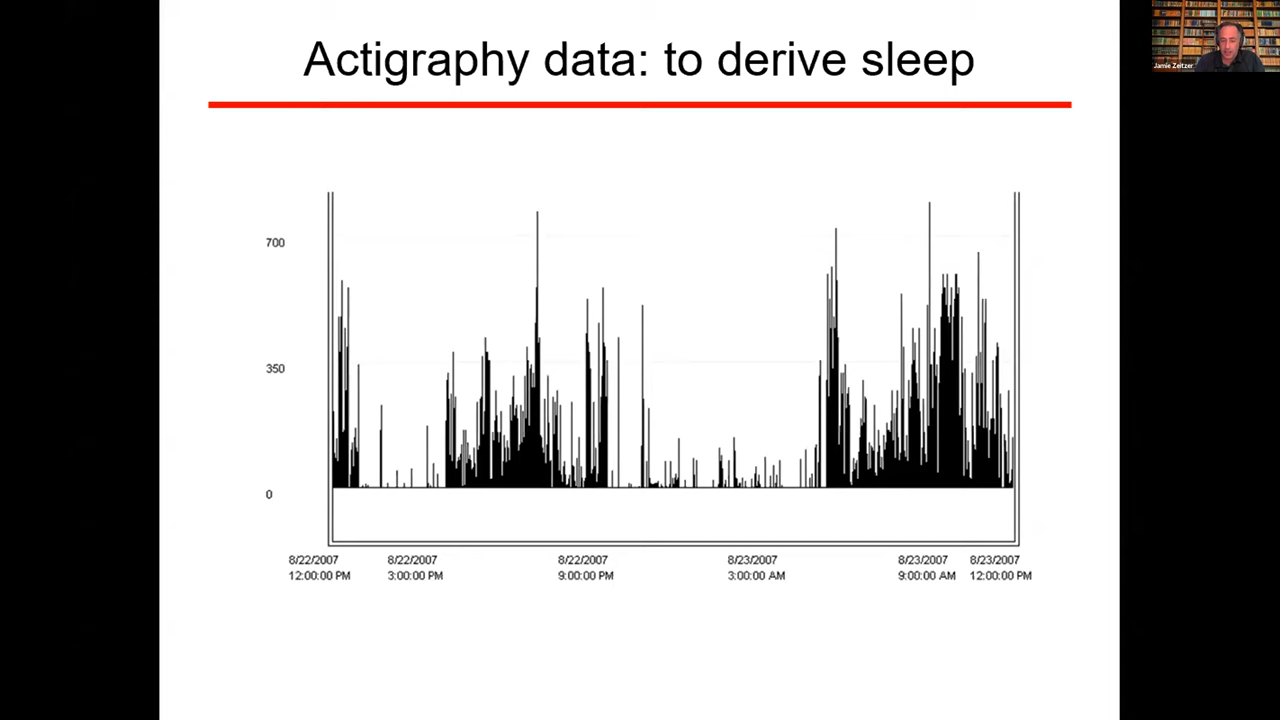 Actigraphy data: to derive sleep
Jamie Zeitzer
700
350
0
8/22/2007 8/22/2007 8/22/2007 8/23/2007 8/23/2007 8/23/2007
12:00:00 PM 3:00:00 PM 9:00:00 PM 3:00:00 AM 9:00:00 AM 12:00:00 PM